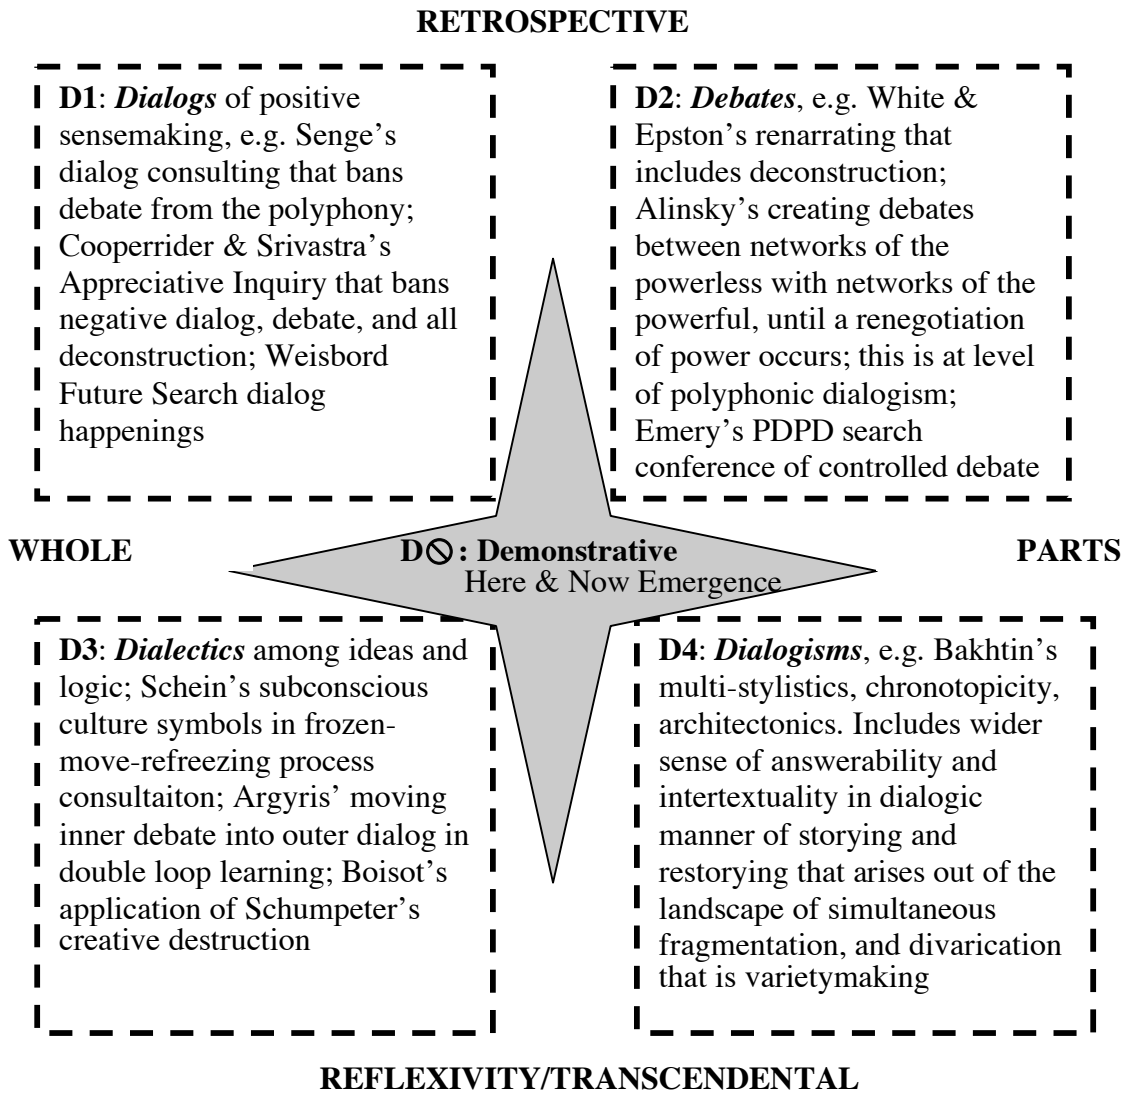 RETROSPECTIVE
D1: Dialogs of positive
sensemaking, e.g. Senge’s
dialog consulting that bans
debate from the polyphony;
Cooperrider & Srivastra’s
Appreciative Inquiry that bans
negative dialog, debate, and all
deconstruction; Weisbord
Future Search dialog
happenings
D2: Debates, e.g. White &
Epston’s renarrating that
includes deconstruction;
Alinsky’s creating debates
between networks of the
powerless with networks of the
powerful, until a renegotiation
of power occurs; this is at level
of polyphonic dialogism;
Emery’s PDPD search
conference of controlled debate
WHOLE
D⃠: Demonstrative
Here & Now Emergence
PARTS
D3: Dialectics among ideas and
logic; Schein’s subconscious
culture symbols in frozen-
move-refreezing process
consultaiton; Argyris’ moving
inner debate into outer dialog in
double loop learning; Boisot’s
application of Schumpeter’s
creative destruction
D4: Dialogisms, e.g. Bakhtin’s
multi-stylistics, chronotopicity,
architectonics. Includes wider
sense of answerability and
intertextuality in dialogic
manner of storying and
restorying that arises out of the
landscape of simultaneous
fragmentation, and divarication
that is varietymaking
REFLEXIVITY/TRANSCENDENTAL